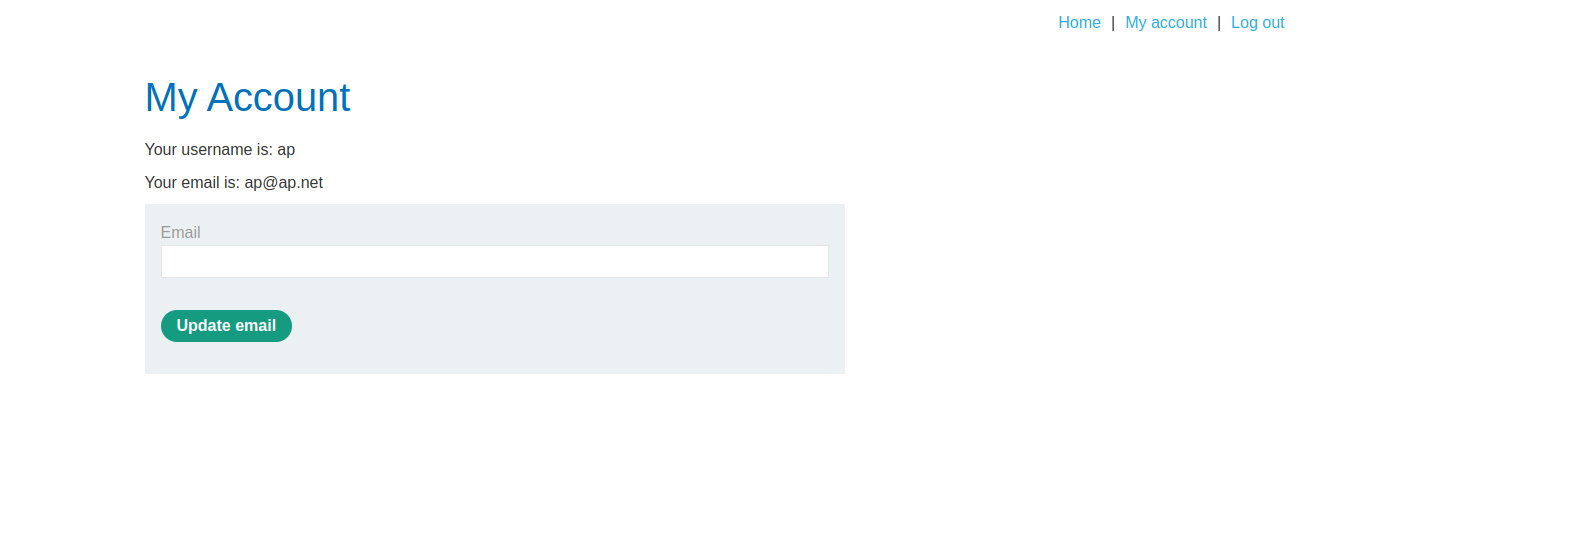 Home | My account | Log out
My Account
Your username is: ap
Your email is: ap@ap.net
Email
Update email